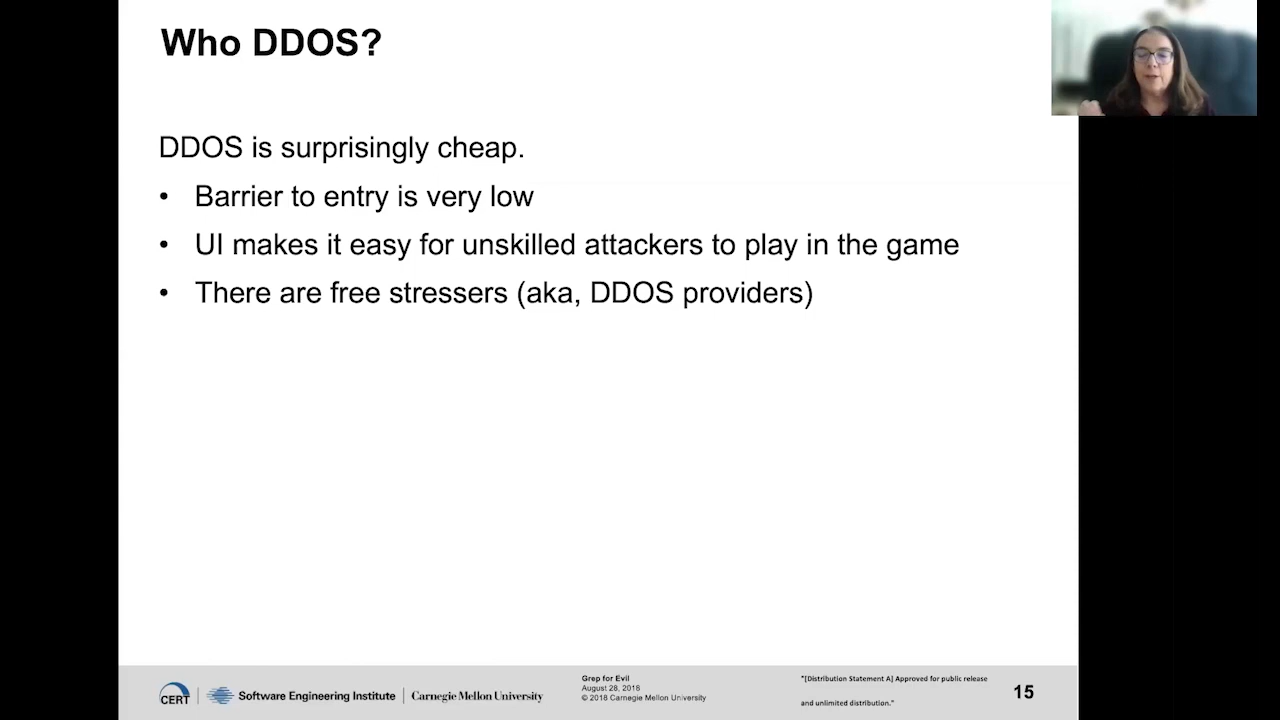 Who DDOS?
DDOS is surprisingly cheap.
• Barrier to entry is very low
• UI makes it easy for unskilled attackers to play in the game
• There are free stressers (aka, DDOS providers)
CERT
Software Engineering Institute
Carnegie Mellon University
Grep for Evil
August 28, 2018
© 2018 Carnegie Mellon University
"[Distribution Statement A] Approved for public release
and unlimited distribution."
15